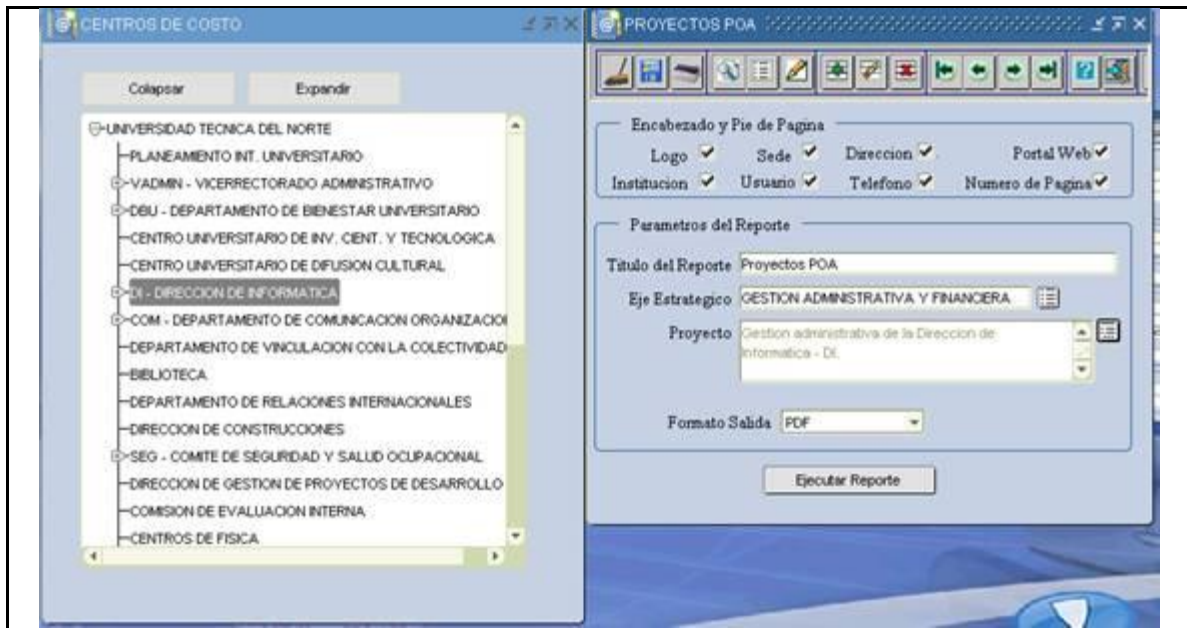 CENTROS DE COSTO
Colapsar Expandir
UNIVERSIDAD TECNICA DEL NORTE
PLANEAMIENTO INT. UNIVERSITARIO
VADMIN - VICERRECTORADO ADMINISTRATIVO
DBU - DEPARTAMENTO DE BIENESTAR UNIVERSITARIO
CENTRO UNIVERSITARIO DE INV. CIENT. Y TECNOLOGICA
CENTRO UNIVERSITARIO DE DIFUSION CULTURAL
DI - DIRECCION DE INFORMATICA
COM - DEPARTAMENTO DE COMUNICACION ORGANIZACIO
DEPARTAMENTO DE VINCULACION CON LA COLECTIVIDAD
BIBLIOTECA
DEPARTAMENTO DE RELACIONES INTERNACIONALES
DIRECCION DE CONSTRUCCIONES
SEG - COMITE DE SEGURIDAD Y SALUD OCUPACIONAL
DIRECCION DE GESTION DE PROYECTOS DE DESARROLLO
COMISION DE EVALUACION INTERNA
CENTROS DE FISICA
PROYECTOS POA
Encabezado y Pie de Pagina
Logo Sede Direccion Portal Web
Institucion Usuario Telefono Numero de Pagina
Parametros del Reporte
Titulo del Reporte Proyectos POA
Eje Estrategico GESTION ADMINISTRATIVA Y FINANCIERA
Proyecto Gestion administrativa de la Direccion de
Informatica - DI.
Formato Salida PDF
Ejecutar Reporte